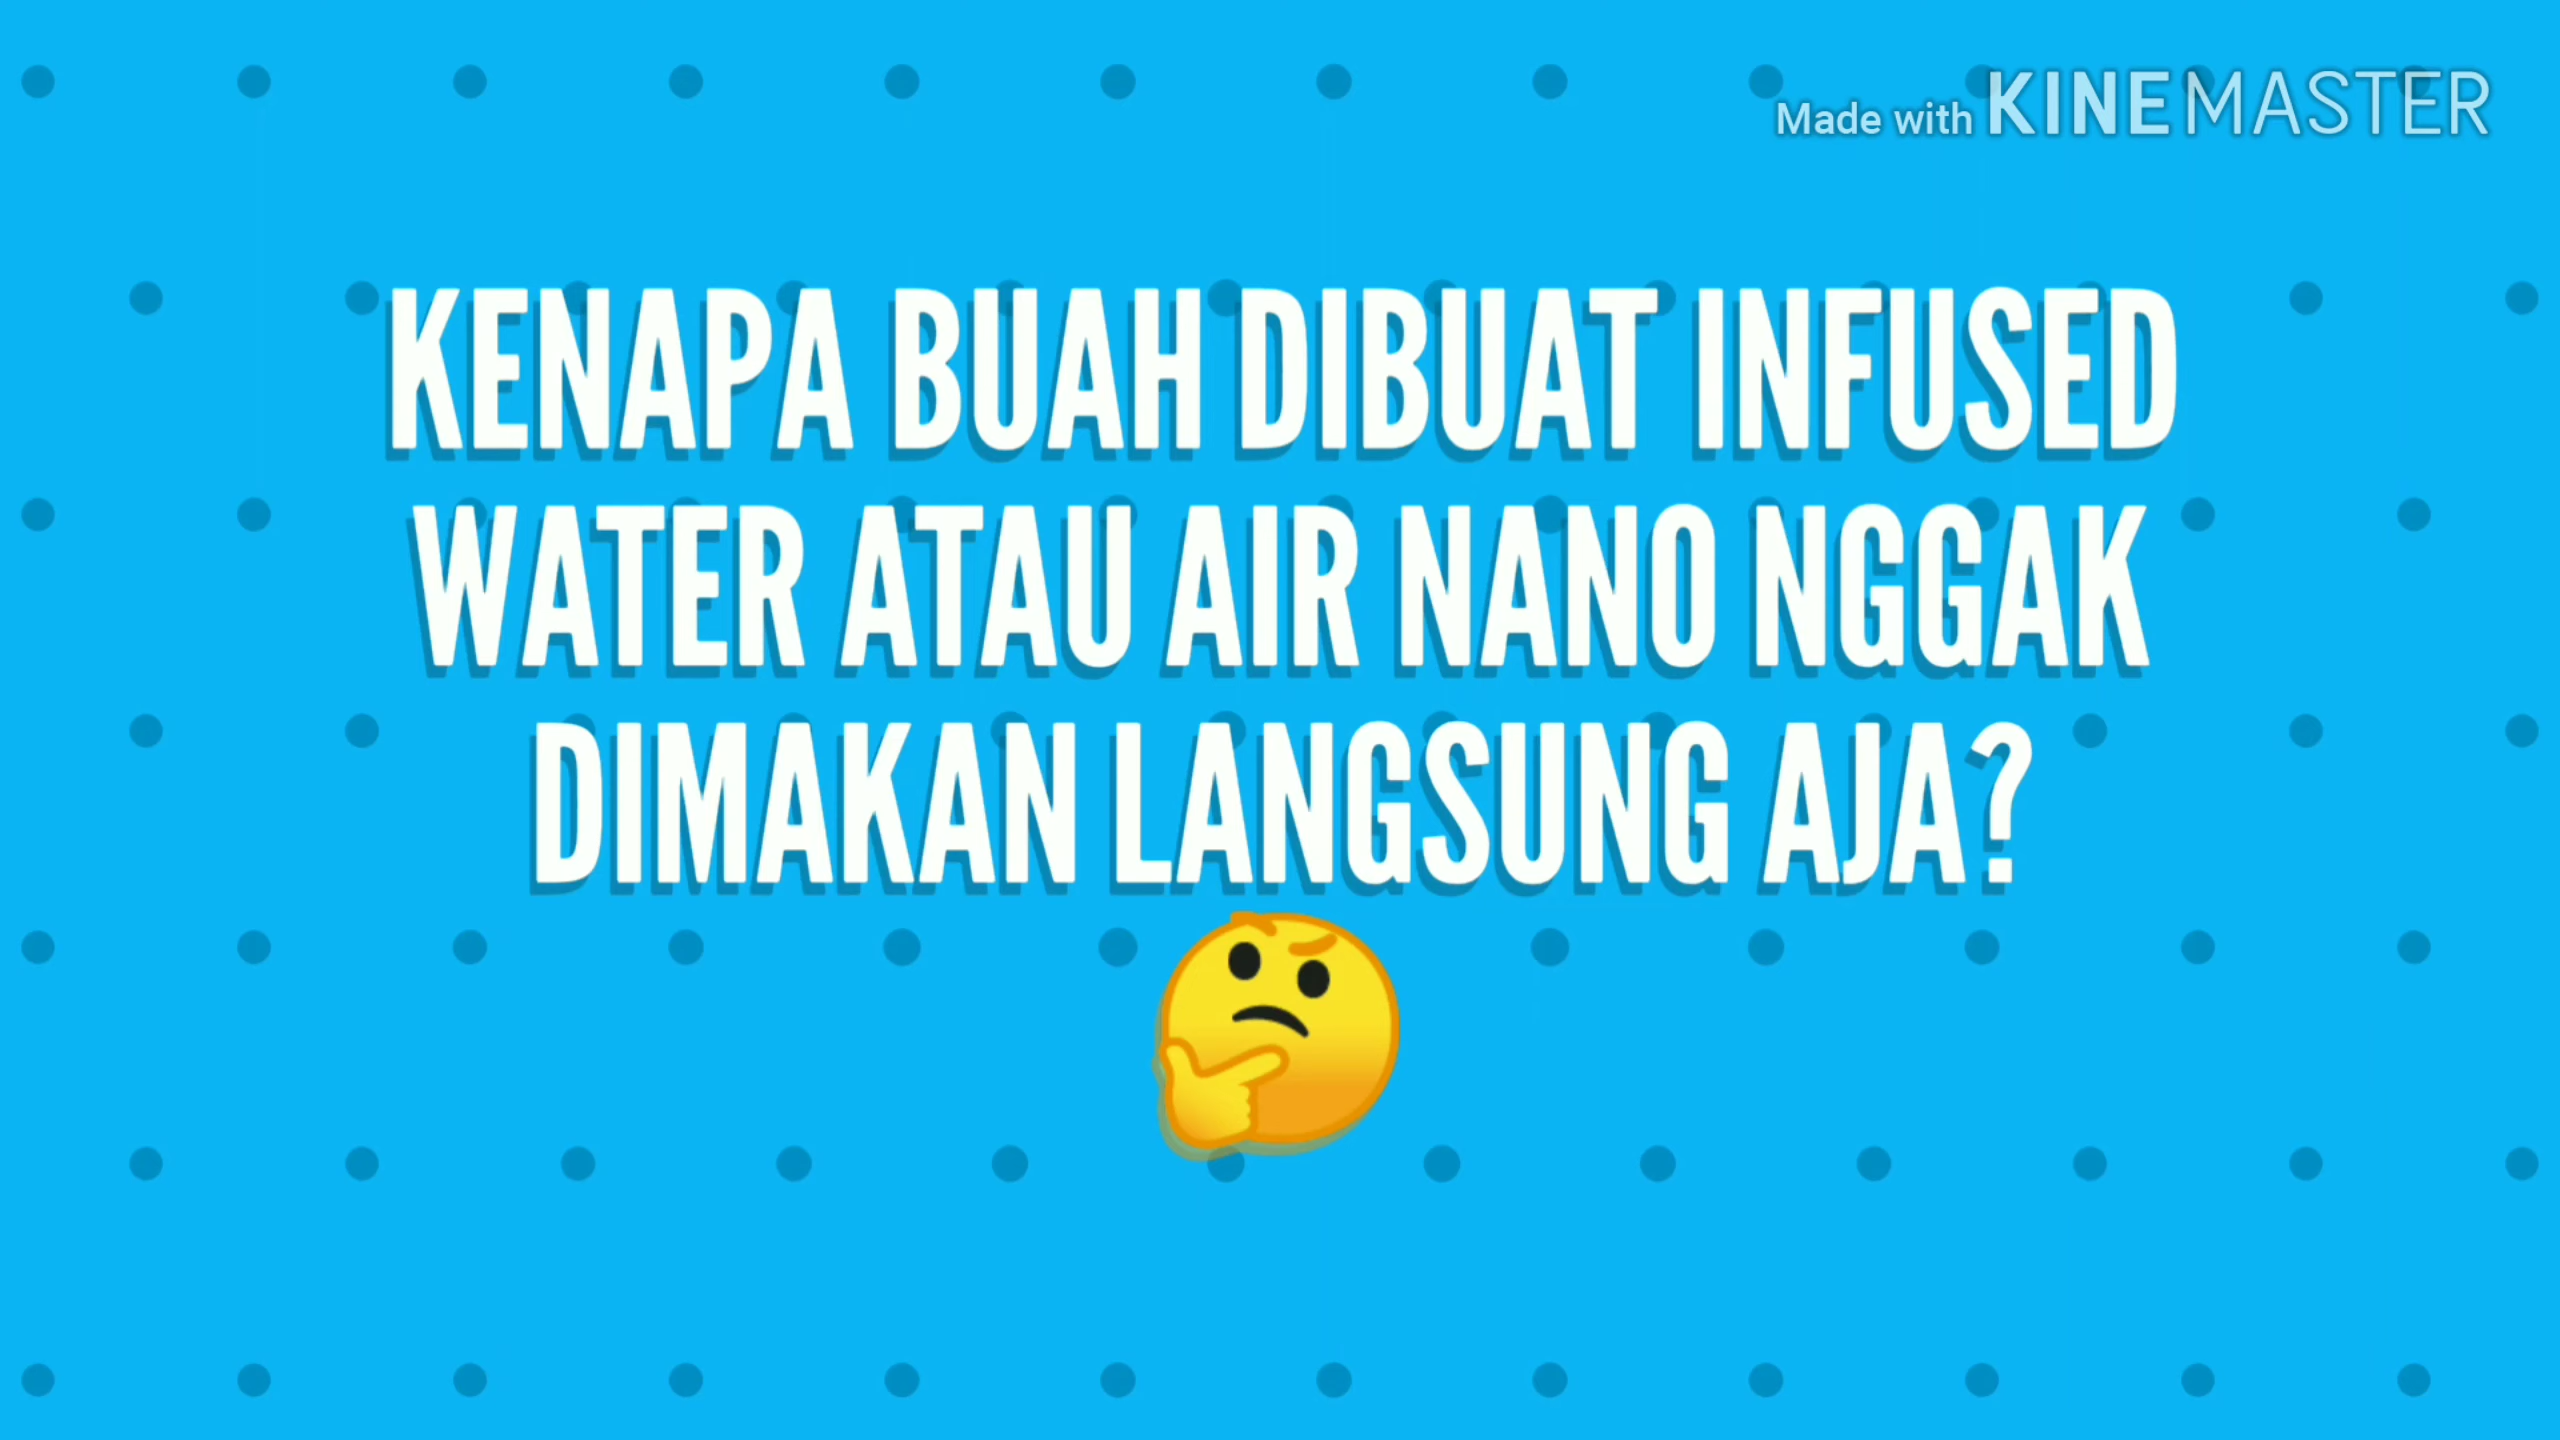 Made with KINEMASTER
KENAPA BUAH DIBUAT INFUSED
WATER ATAU AIR NANO NGGAK
DIMAKAN LANGSUNG AJA?